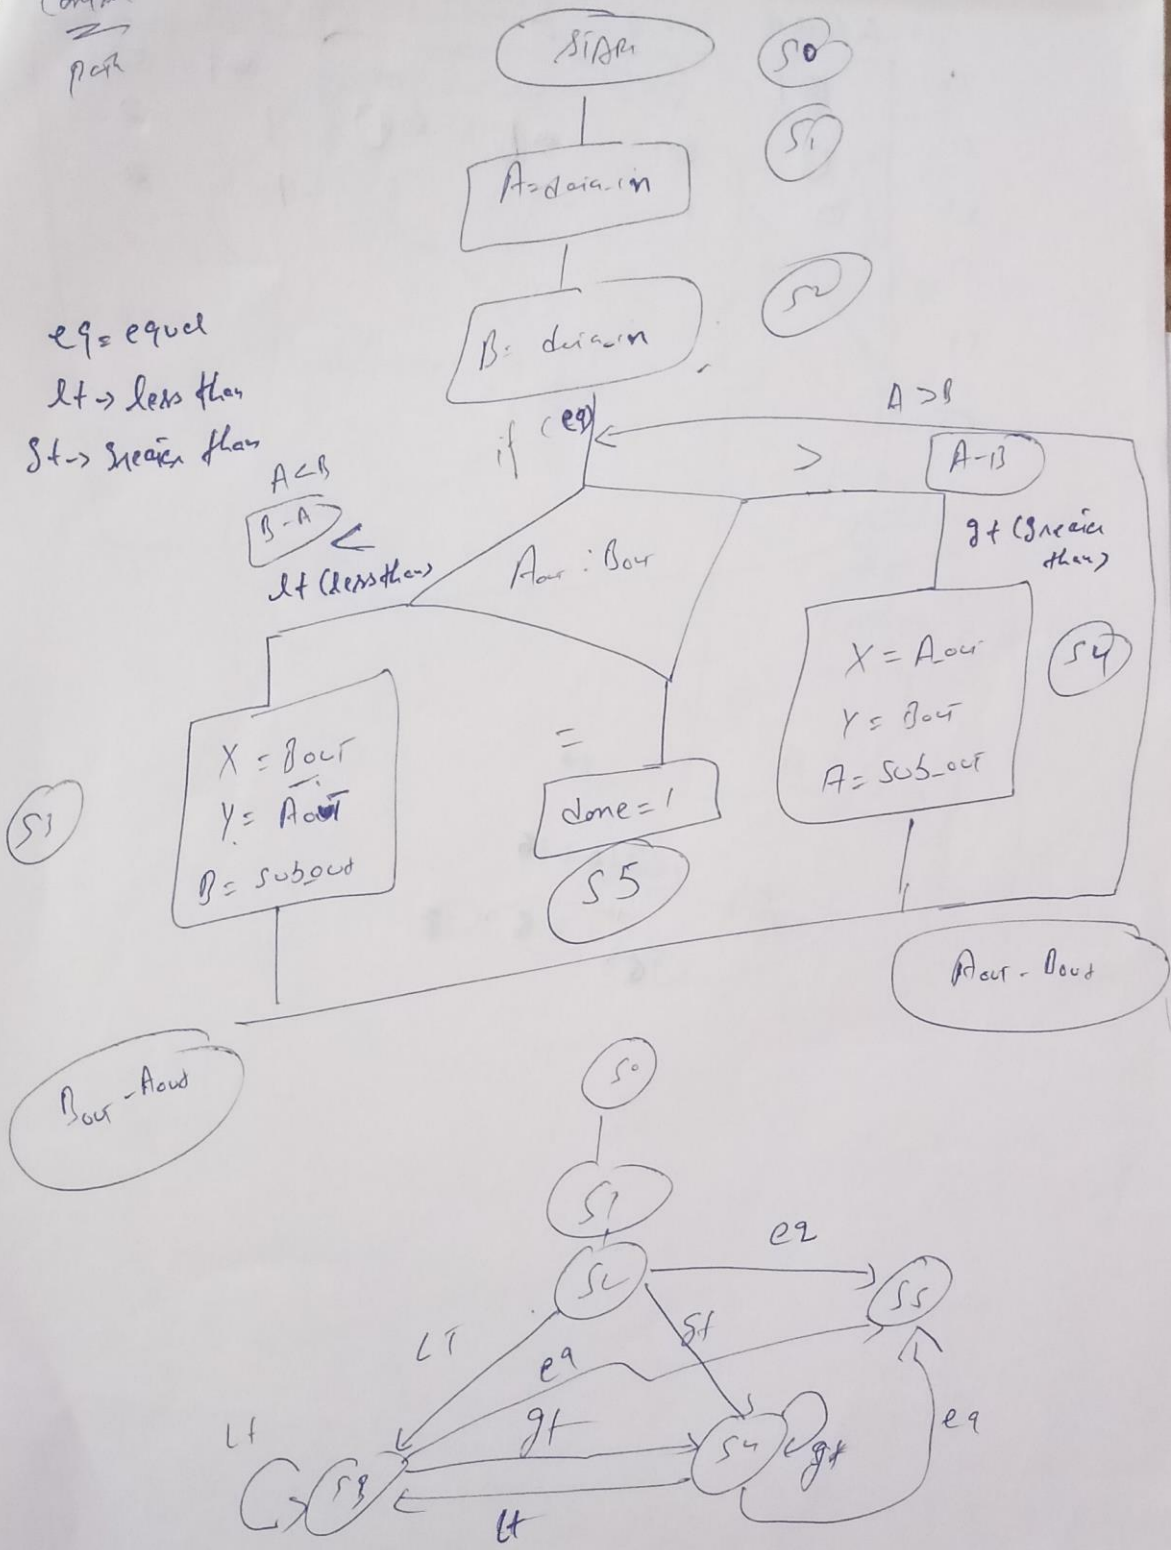 path
START
S0
S1
A=data_in
S2
B= data_in
eq= equal
lt→ less than
gt→ greater than
if (eq)
A>B
>
A-B
gt (greater
than)
A<B
B-A
<
lt (less than)
Aout : Bout
X = Bout
Y= Aout
B= sub_out
S3
=
done=1
S5
X = A_out
Y = Bout
A= sub_out
S4
Aout - Bout
Bout - Aout
S0
S1
S2
eq
S5
LT
eq
gt
gt
lt
S3
S4
gt
eq
lt